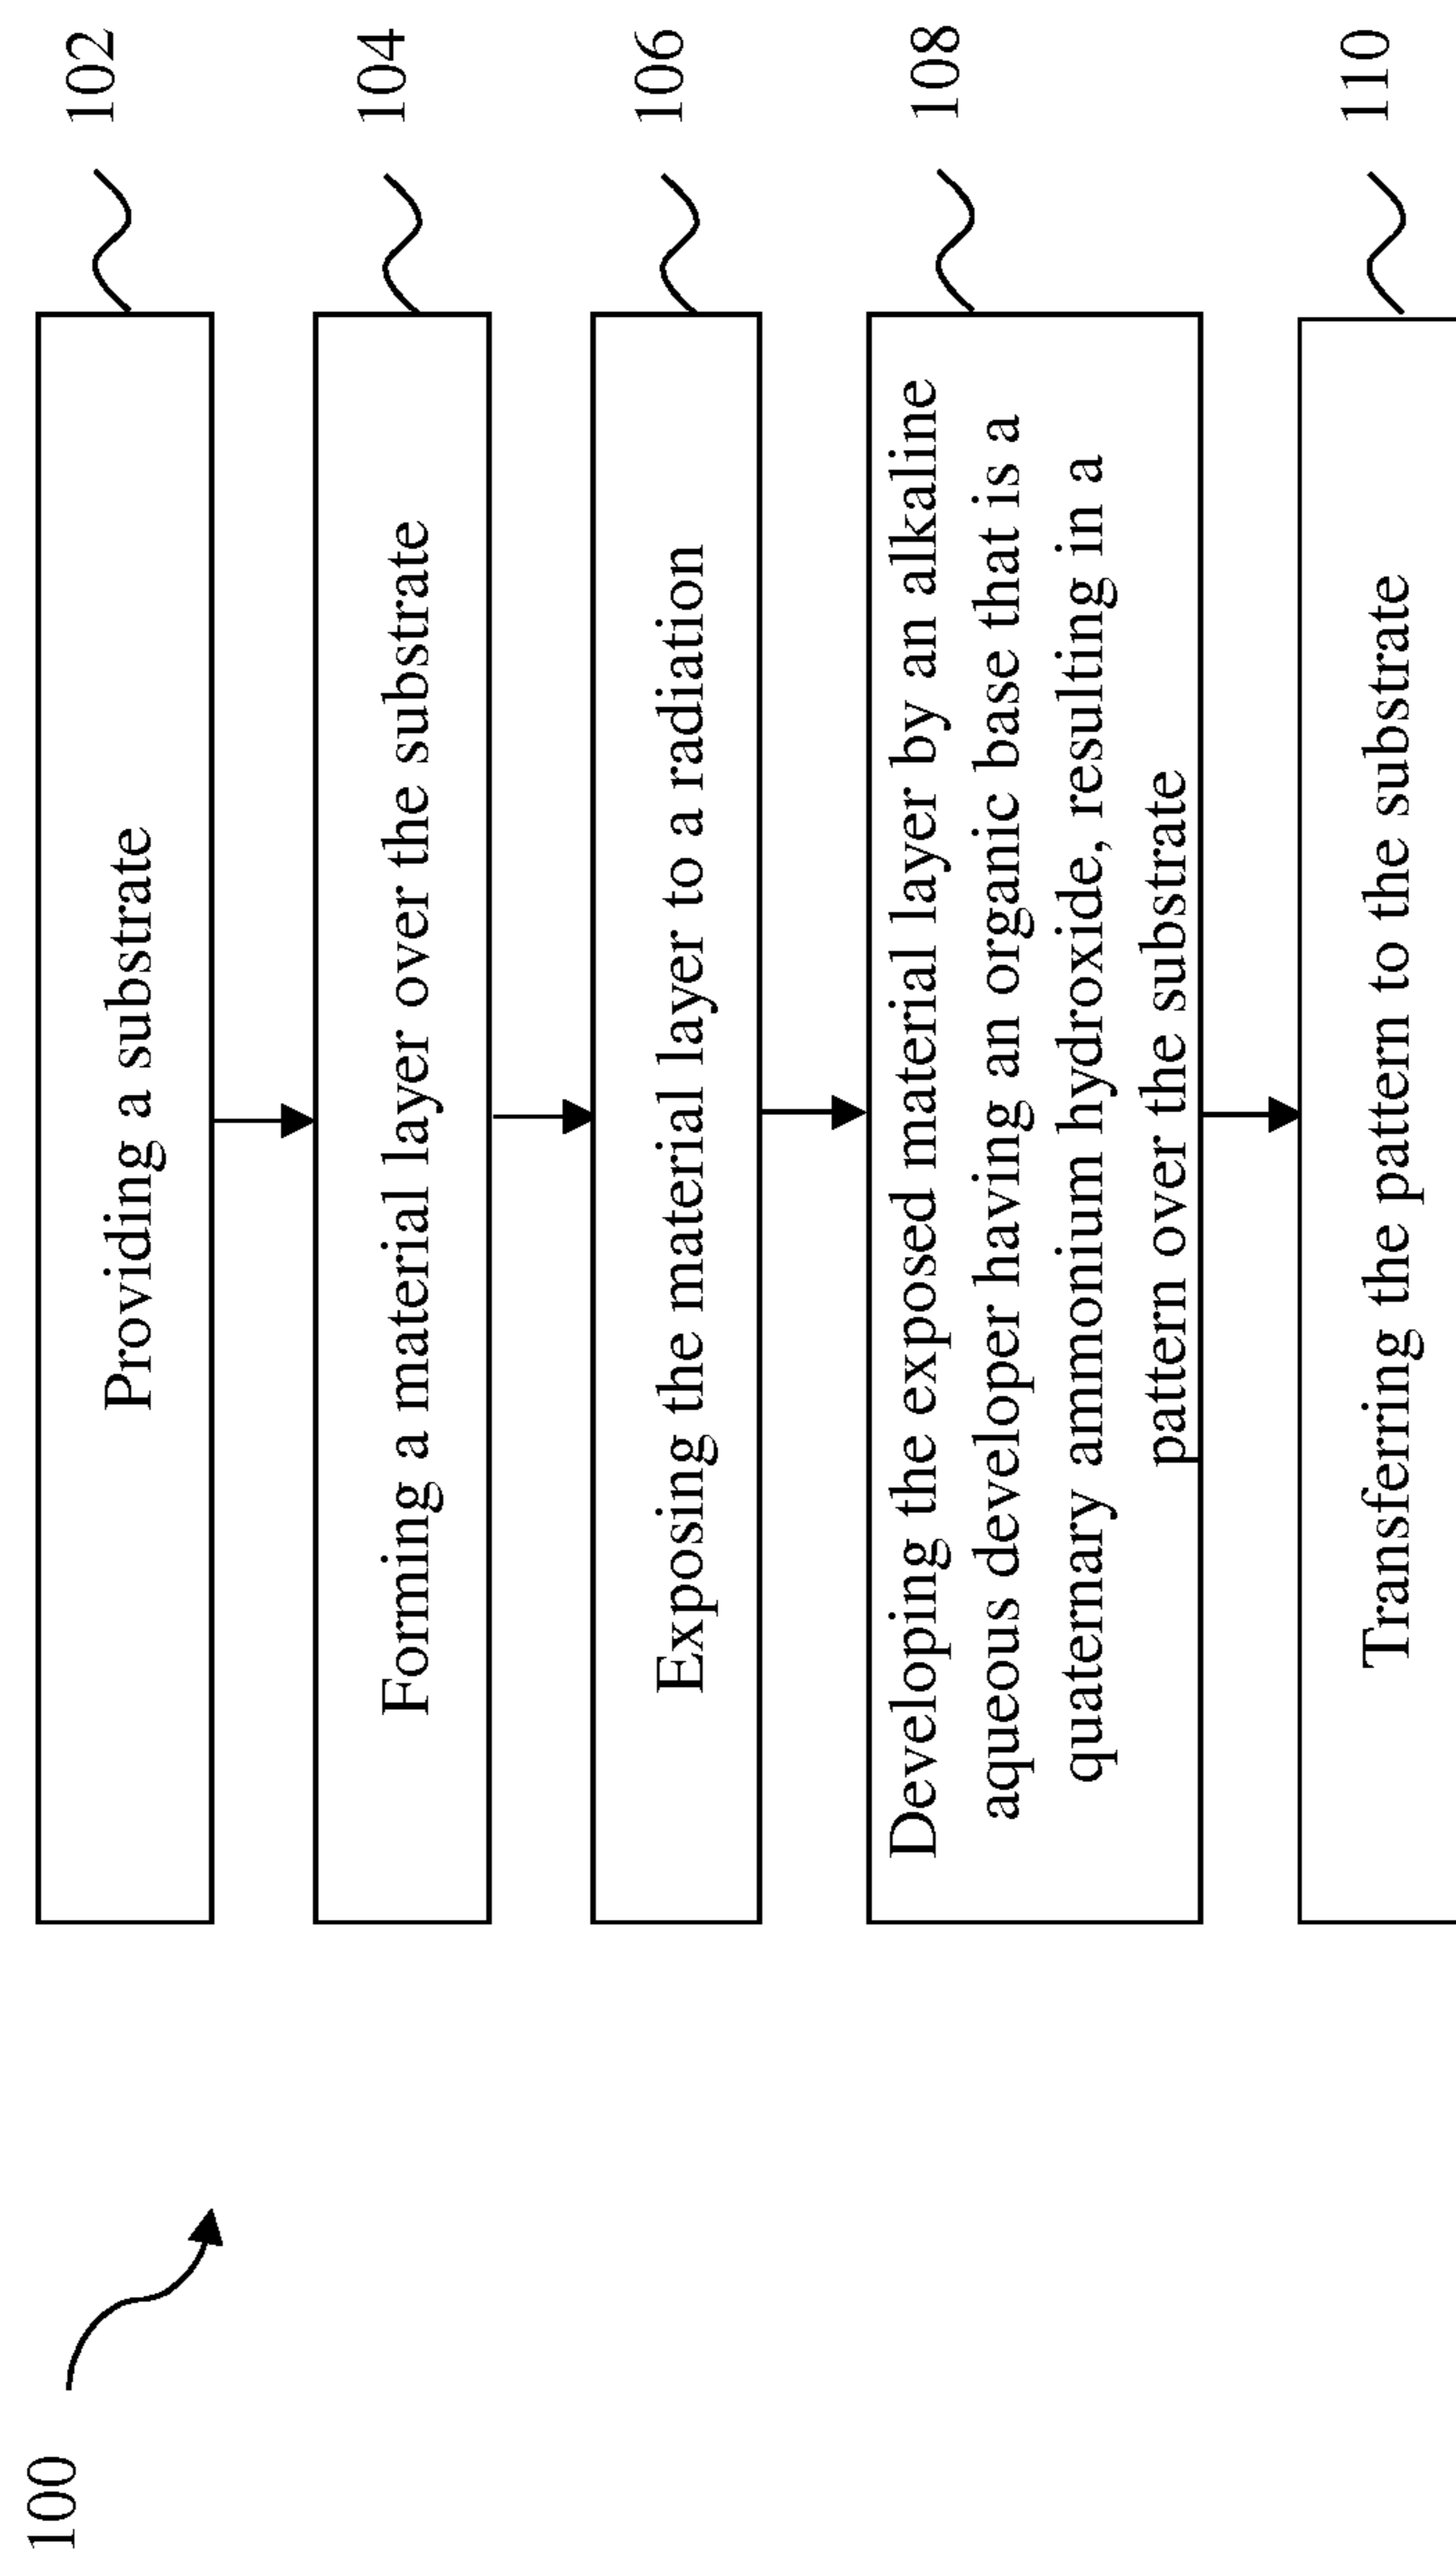 100
Providing a substrate
102
Forming a material layer over the substrate
104
Exposing the material layer to a radiation
106
Developing the exposed material layer by an alkaline
aqueous developer having an organic base that is a
quaternary ammonium hydroxide, resulting in a
pattern over the substrate
108
Transferring the pattern to the substrate
110